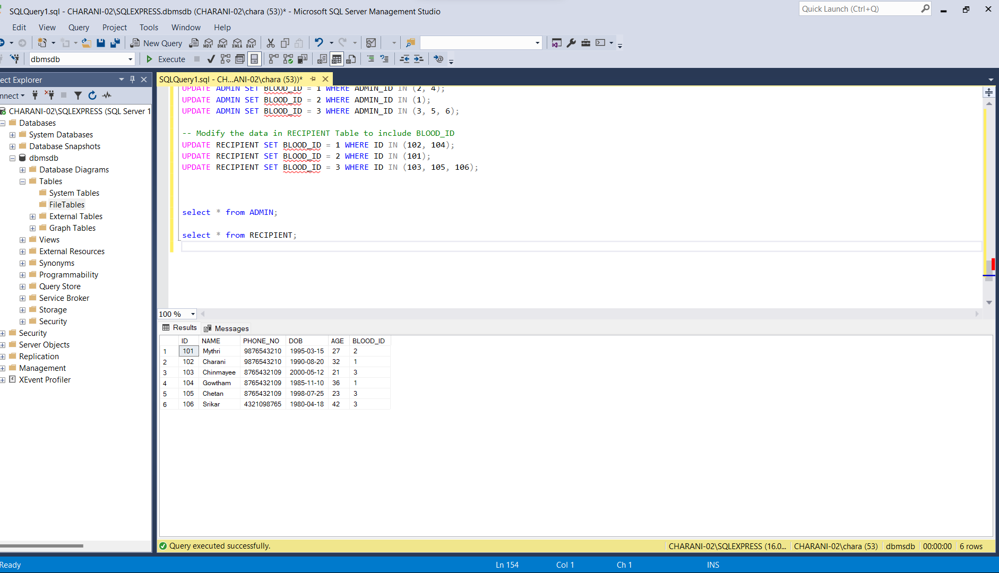 SQLQuery1.sql - CHARANI-02\SQLEXPRESS.dbmsdb (CHARANI-02\chara (53))* - Microsoft SQL Server Management Studio
Quick Launch (Ctrl+Q)
Edit View Query Project Tools Window Help
New Query MDX DMX XMLA DAX
dbmsdb Execute
ect Explorer
nnect
CHARANI-02\SQLEXPRESS (SQL Server 1
Databases
System Databases
Database Snapshots
dbmsdb
Database Diagrams
Tables
System Tables
FileTables
External Tables
Graph Tables
Views
External Resources
Synonyms
Programmability
Query Store
Service Broker
Storage
Security
Security
Server Objects
Replication
Management
XEvent Profiler
SQLQuery1.sql - CH...ANI-02\chara (53))*
UPDATE ADMIN SET BLOOD_ID = 1 WHERE ADMIN_ID IN (2, 4);
UPDATE ADMIN SET BLOOD_ID = 2 WHERE ADMIN_ID IN (1);
UPDATE ADMIN SET BLOOD_ID = 3 WHERE ADMIN_ID IN (3, 5, 6);
-- Modify the data in RECIPIENT Table to include BLOOD_ID
UPDATE RECIPIENT SET BLOOD_ID = 1 WHERE ID IN (102, 104);
UPDATE RECIPIENT SET BLOOD_ID = 2 WHERE ID IN (101);
UPDATE RECIPIENT SET BLOOD_ID = 3 WHERE ID IN (103, 105, 106);
select * from ADMIN;
select * from RECIPIENT;
100 %
Results Messages
ID NAME PHONE_NO DOB AGE BLOOD_ID
1 101 Mythri 9876543210 1995-03-15 27 2
2 102 Charani 9876543210 1990-08-20 32 1
3 103 Chinmayee 8765432109 2000-05-12 21 3
4 104 Gowtham 8765432109 1985-11-10 36 1
5 105 Chetan 8765432109 1998-07-25 23 3
6 106 Srikar 4321098765 1980-04-18 42 3
Query executed successfully. CHARANI-02\SQLEXPRESS (16.0... CHARANI-02\chara (53) dbmsdb 00:00:00 6 rows
Ready Ln 154 Col 1 Ch 1 INS